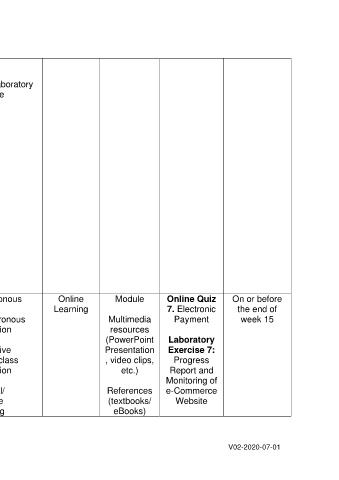 boratory
e
onous
ronous
ion
ive
class
ion
l/
e
g
Online
Learning
Module
Multimedia
resources
(PowerPoint
Presentation
, video clips,
etc.)
References
(textbooks/
eBooks)
Online Quiz
7. Electronic
Payment
Laboratory
Exercise 7:
Progress
Report and
Monitoring of
e-Commerce
Website
On or before
the end of
week 15
V02-2020-07-01